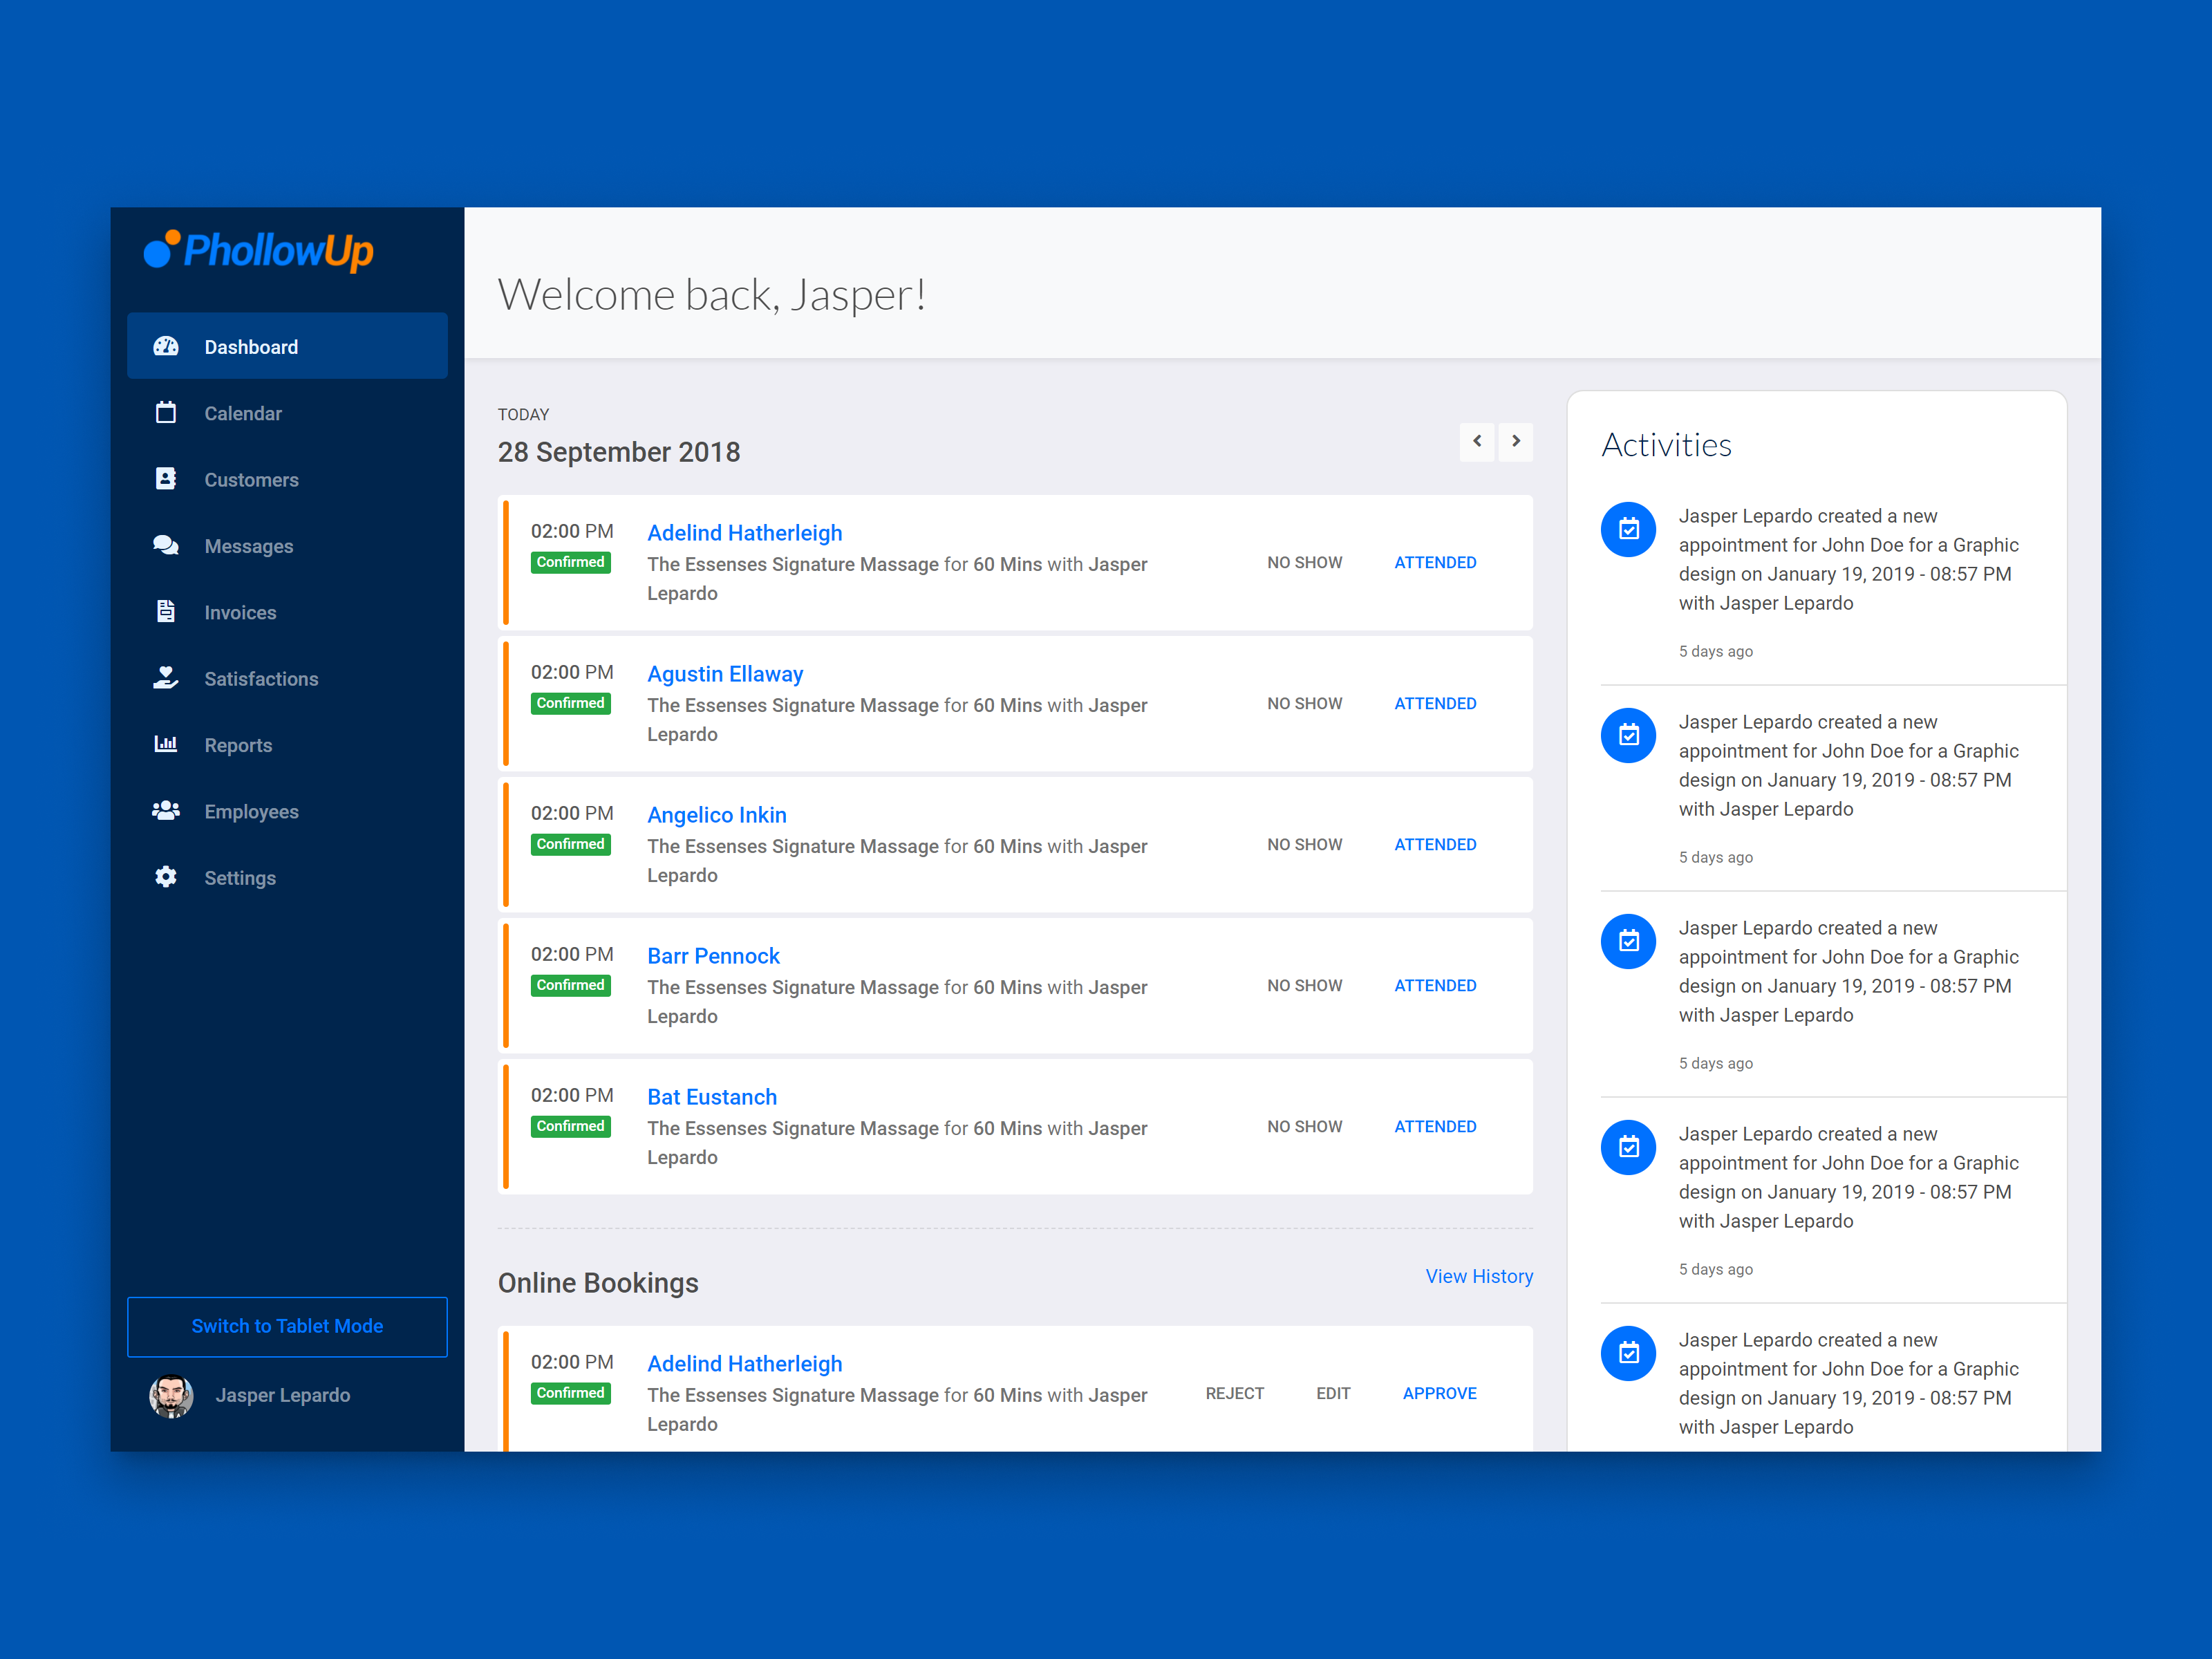 PhollowUp
Dashboard
Calendar
Customers
Messages
Invoices
Satisfactions
Reports
Employees
Settings
Switch to Tablet Mode
Jasper Lepardo
Welcome back, Jasper!
TODAY
28 September 2018
02:00 PM
Confirmed
Adelind Hatherleigh
The Essenses Signature Massage for 60 Mins with Jasper
Lepardo
NO SHOW
ATTENDED
02:00 PM
Confirmed
Agustin Ellaway
The Essenses Signature Massage for 60 Mins with Jasper
Lepardo
NO SHOW
ATTENDED
02:00 PM
Confirmed
Angelico Inkin
The Essenses Signature Massage for 60 Mins with Jasper
Lepardo
NO SHOW
ATTENDED
02:00 PM
Confirmed
Barr Pennock
The Essenses Signature Massage for 60 Mins with Jasper
Lepardo
NO SHOW
ATTENDED
02:00 PM
Confirmed
Bat Eustanch
The Essenses Signature Massage for 60 Mins with Jasper
Lepardo
NO SHOW
ATTENDED
Online Bookings
View History
02:00 PM
Confirmed
Adelind Hatherleigh
The Essenses Signature Massage for 60 Mins with Jasper
Lepardo
REJECT
EDIT
APPROVE
Activities
Jasper Lepardo created a new
appointment for John Doe for a Graphic
design on January 19, 2019 - 08:57 PM
with Jasper Lepardo
5 days ago
Jasper Lepardo created a new
appointment for John Doe for a Graphic
design on January 19, 2019 - 08:57 PM
with Jasper Lepardo
5 days ago
Jasper Lepardo created a new
appointment for John Doe for a Graphic
design on January 19, 2019 - 08:57 PM
with Jasper Lepardo
5 days ago
Jasper Lepardo created a new
appointment for John Doe for a Graphic
design on January 19, 2019 - 08:57 PM
with Jasper Lepardo
5 days ago
Jasper Lepardo created a new
appointment for John Doe for a Graphic
design on January 19, 2019 - 08:57 PM
with Jasper Lepardo